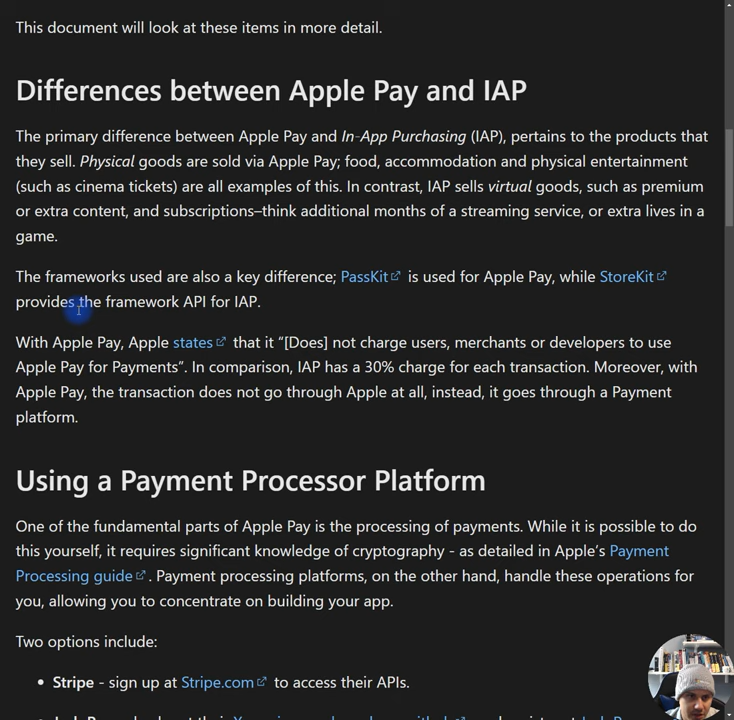 This document will look at these items in more detail.
Differences between Apple Pay and IAP
The primary difference between Apple Pay and In-App Purchasing (IAP), pertains to the products that
they sell. Physical goods are sold via Apple Pay; food, accommodation and physical entertainment
(such as cinema tickets) are all examples of this. In contrast, IAP sells virtual goods, such as premium
or extra content, and subscriptions–think additional months of a streaming service, or extra lives in a
game.
The frameworks used are also a key difference; PassKit is used for Apple Pay, while StoreKit
provides the framework API for IAP.
With Apple Pay, Apple states that it “[Does] not charge users, merchants or developers to use
Apple Pay for Payments”. In comparison, IAP has a 30% charge for each transaction. Moreover, with
Apple Pay, the transaction does not go through Apple at all, instead, it goes through a Payment
platform.
Using a Payment Processor Platform
One of the fundamental parts of Apple Pay is the processing of payments. While it is possible to do
this yourself, it requires significant knowledge of cryptography - as detailed in Apple’s Payment
Processing guide. Payment processing platforms, on the other hand, handle these operations for
you, allowing you to concentrate on building your app.
Two options include:
• Stripe - sign up at Stripe.com to access their APIs.